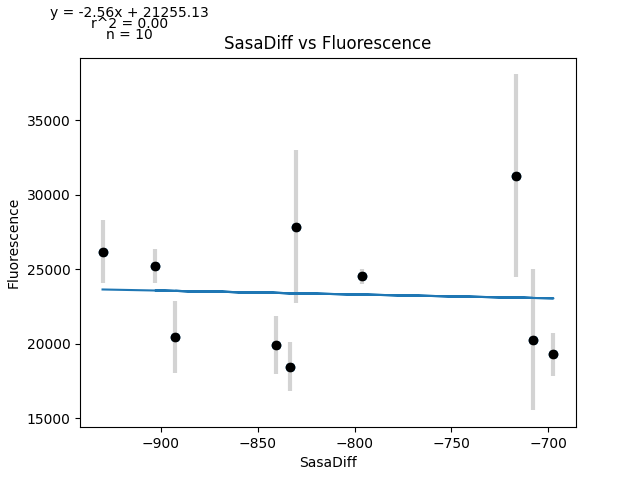 y = -2.56x + 21255.13
r^2 = 0.00
n = 10
SasaDiff vs Fluorescence
35000
30000
25000
20000
15000
Fluorescence
−900
−850
−800
−750
−700
SasaDiff